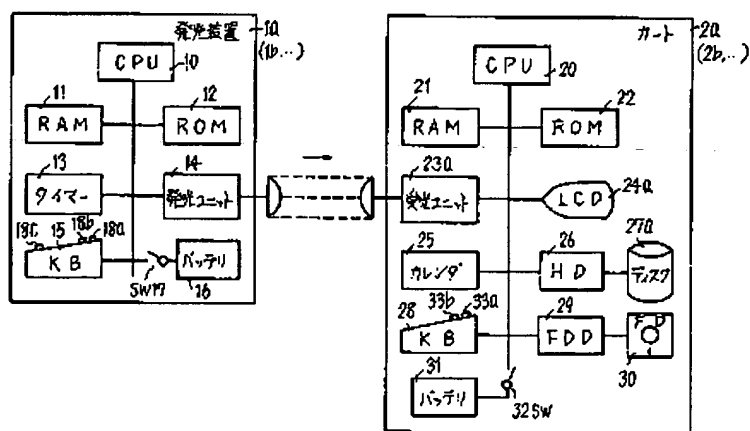 発光装置 1a
(1b,…)
CPU
10
11
RAM
12
ROM
13
タイマー
14
発光ユニット
18c 15 18b 18a
KB
SW17
バッテリ
16
カート 2a
(2b,…)
CPU
20
21
RAM
22
ROM
23a
受光ユニット
LCD
24a
25
カレンダ
26
HD
27a
ディスク
28
33b 33a
KB
29
FDD
FD
30
31
バッテリ
32SW